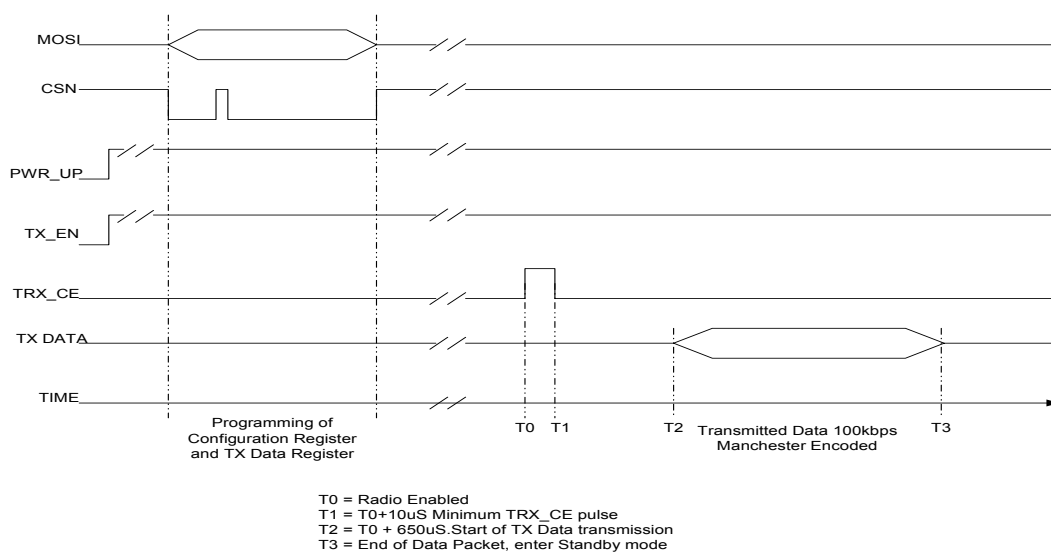 MOSI
CSN
PWR_UP
TX_EN
TRX_CE
TX DATA
TIME
Programming of
Configuration Register
and TX Data Register
T0
T1
T2
Transmitted Data 100kbps
Manchester Encoded
T3
T0 = Radio Enabled
T1 = T0+10uS Minimum TRX_CE pulse
T2 = T0 + 650uS.Start of TX Data transmission
T3 = End of Data Packet, enter Standby mode